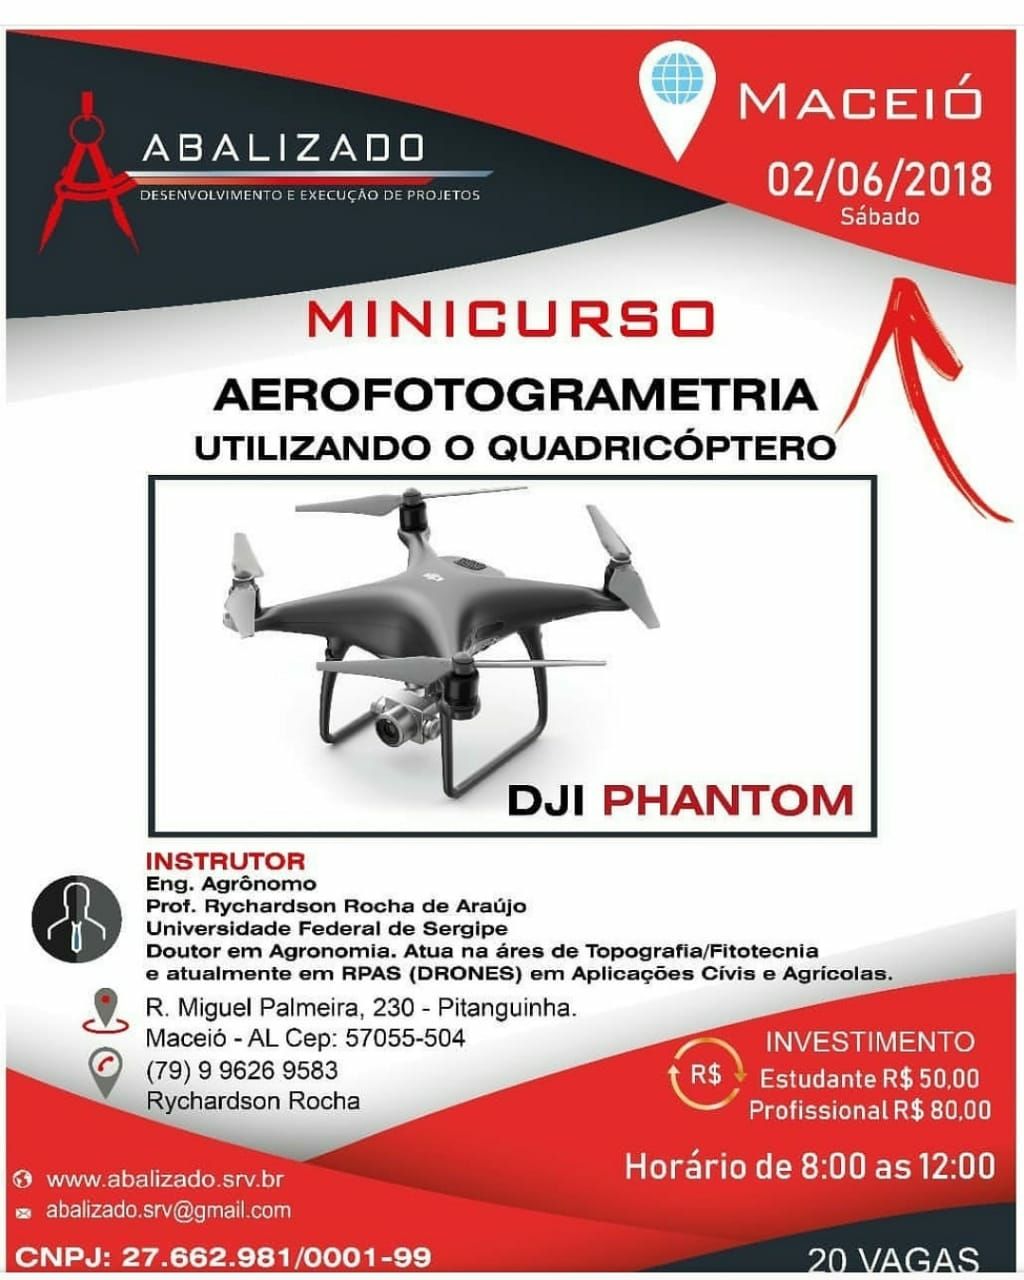 ABALIZADO
DESENVOLVIMENTO E EXECUÇÃO DE PROJETOS
MACEIÓ
02/06/2018
Sábado
MINICURSO
AEROFOTOGRAMETRIA
UTILIZANDO O QUADRICÓPTERO
dji
DJI PHANTOM
INSTRUTOR
Eng. Agrônomo
Prof. Rychardson Rocha de Araújo
Universidade Federal de Sergipe
Doutor em Agronomia. Atua na áres de Topografia/Fitotecnia
e atualmente em RPAS (DRONES) em Aplicações Cívis e Agrícolas.
R. Miguel Palmeira, 230 - Pitanguinha.
Maceió - AL Cep: 57055-504
(79) 9 9626 9583
Rychardson Rocha
R$
INVESTIMENTO
Estudante R$ 50,00
Profissional R$ 80,00
Horário de 8:00 as 12:00
www.abalizado.srv.br
abalizado.srv@gmail.com
CNPJ: 27.662.981/0001-99
20 VAGAS